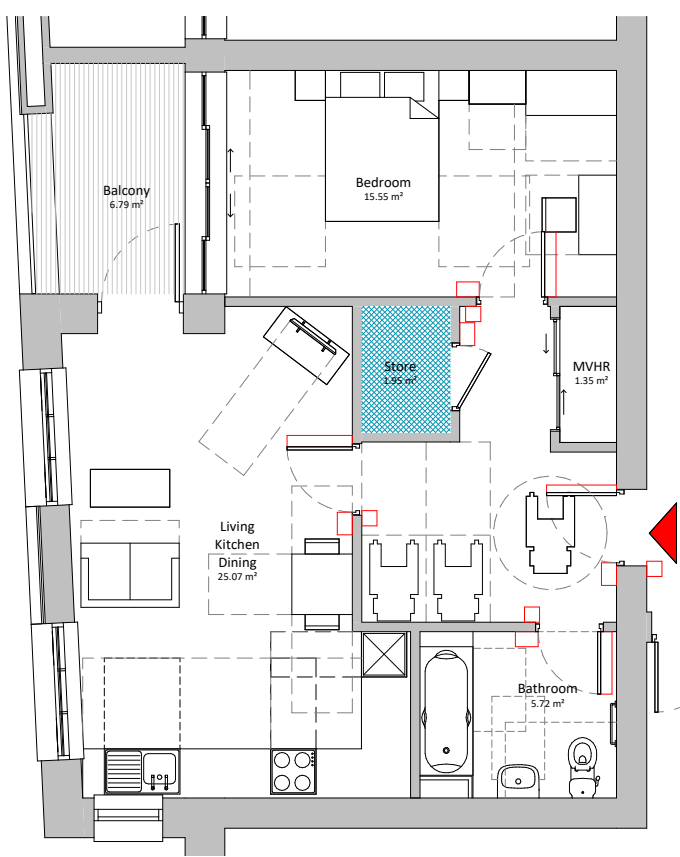 Balcony
6.79 m²
Bedroom
15.55 m²
Store
1.95 m²
MVHR
1.35 m²
Living
Kitchen
Dining
25.07 m²
Bathroom
5.72 m²